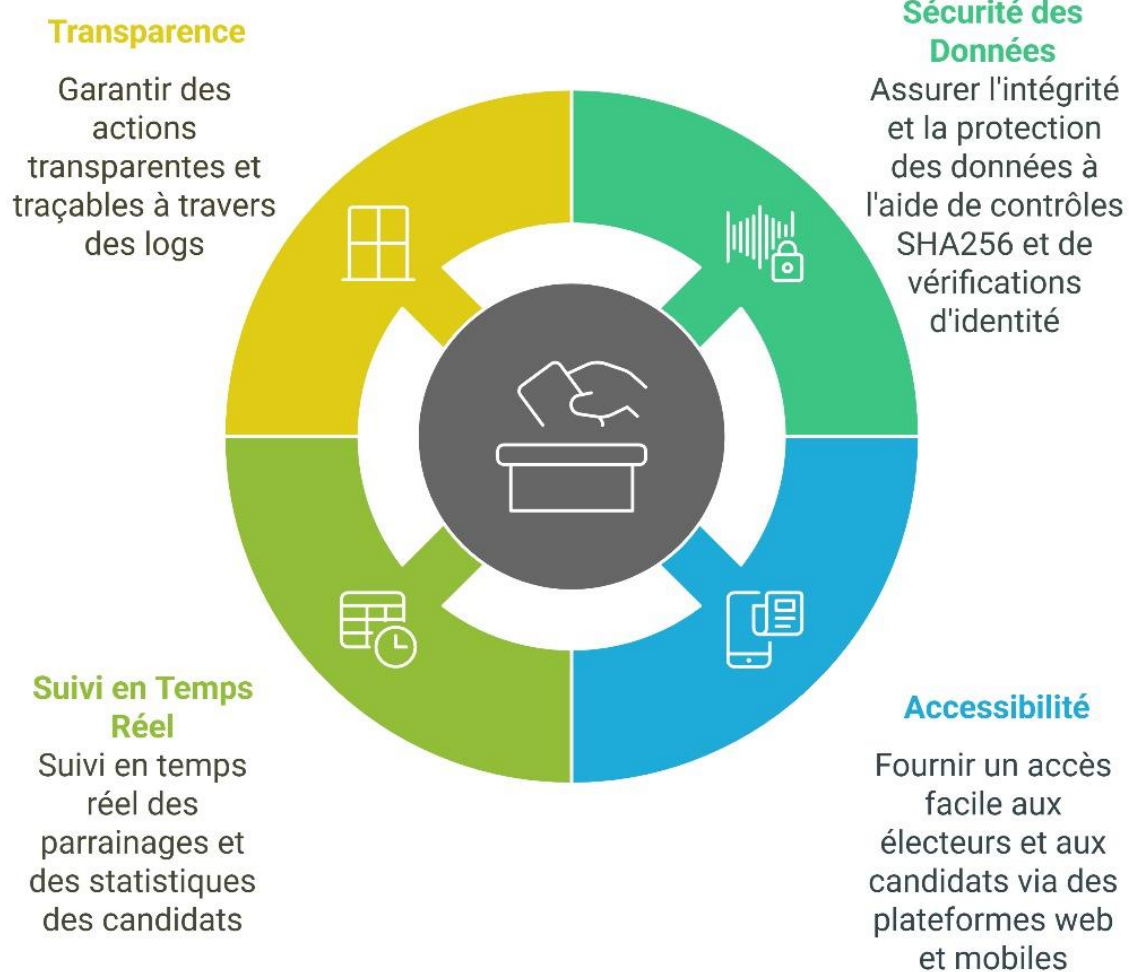 Transparence
Garantir des
actions
transparentes et
traçables à travers
des logs
Sécurité des
Données
Assurer l'intégrité
et la protection
des données à
l'aide de contrôles
SHA256 et de
vérifications
d'identité
Suivi en Temps
Réel
Suivi en temps
réel des
parrainages et
des statistiques
des candidats
Accessibilité
Fournir un accès
facile aux
électeurs et aux
candidats via des
plateformes web
et mobiles